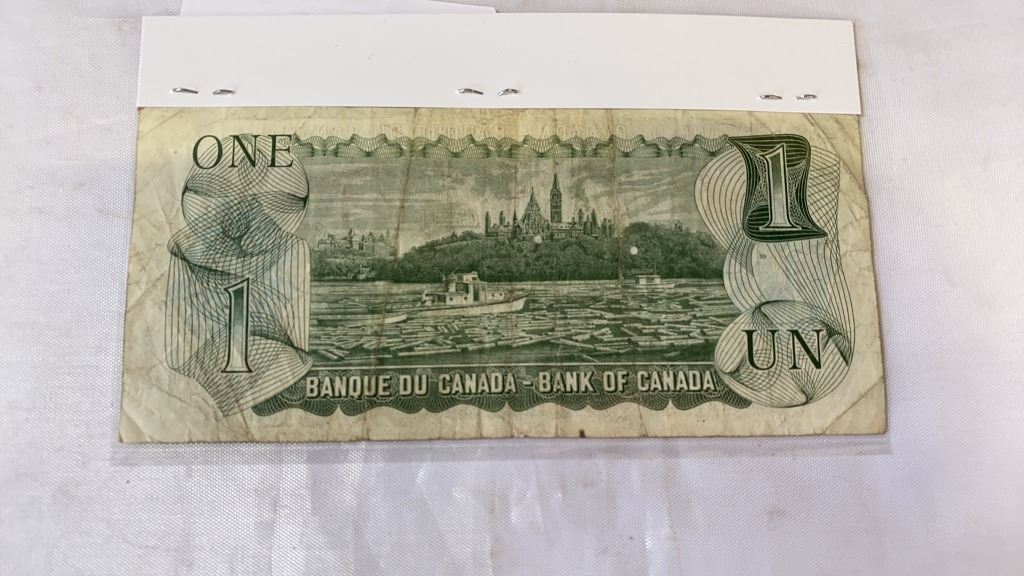 ONE
1
1
BANQUE DU CANADA - BANK OF CANADA
UN